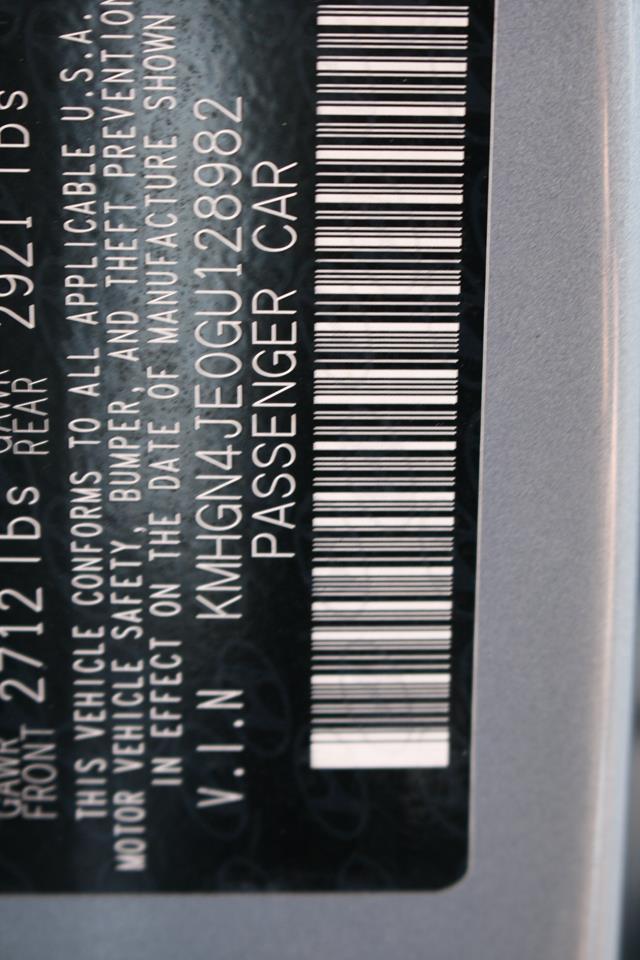 GAWR FRONT 2712 lbs GAWR REAR 2921 lbs
THIS VEHICLE CONFORMS TO ALL APPLICABLE U.S.A.
MOTOR VEHICLE SAFETY, BUMPER, AND THEFT PREVENTION
IN EFFECT ON THE DATE OF MANUFACTURE SHOWN
V.I.N KMHGN4JE0GU128982
PASSENGER CAR